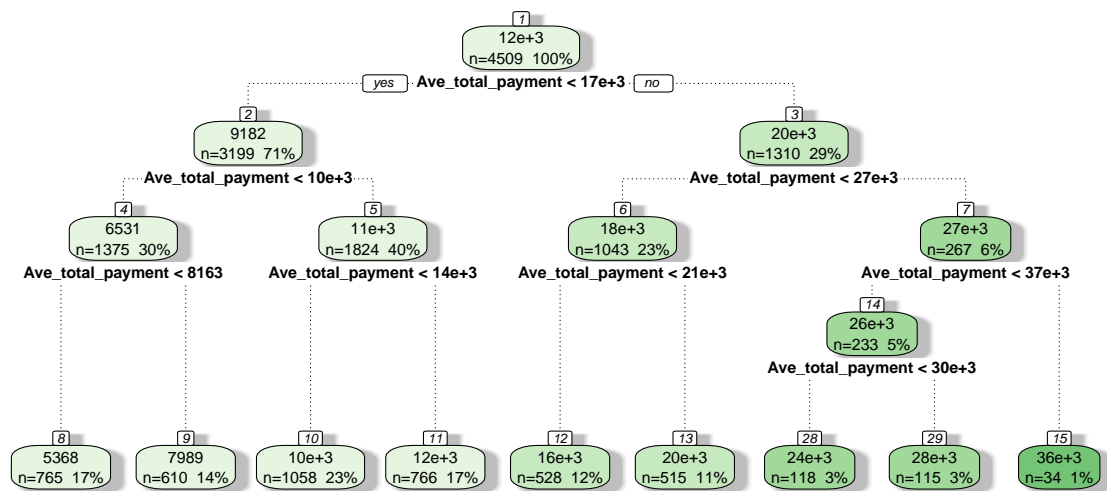 1
12e+3
n=4509 100%
yes Ave_total_payment < 17e+3 no
2
9182
n=3199 71%
3
20e+3
n=1310 29%
Ave_total_payment < 10e+3
Ave_total_payment < 27e+3
4
6531
n=1375 30%
5
11e+3
n=1824 40%
6
18e+3
n=1043 23%
7
27e+3
n=267 6%
Ave_total_payment < 8163
Ave_total_payment < 14e+3
Ave_total_payment < 21e+3
Ave_total_payment < 37e+3
14
26e+3
n=233 5%
Ave_total_payment < 30e+3
8
5368
n=765 17%
9
7989
n=610 14%
10
10e+3
n=1058 23%
11
12e+3
n=766 17%
12
16e+3
n=528 12%
13
20e+3
n=515 11%
28
24e+3
n=118 3%
29
28e+3
n=115 3%
15
36e+3
n=34 1%